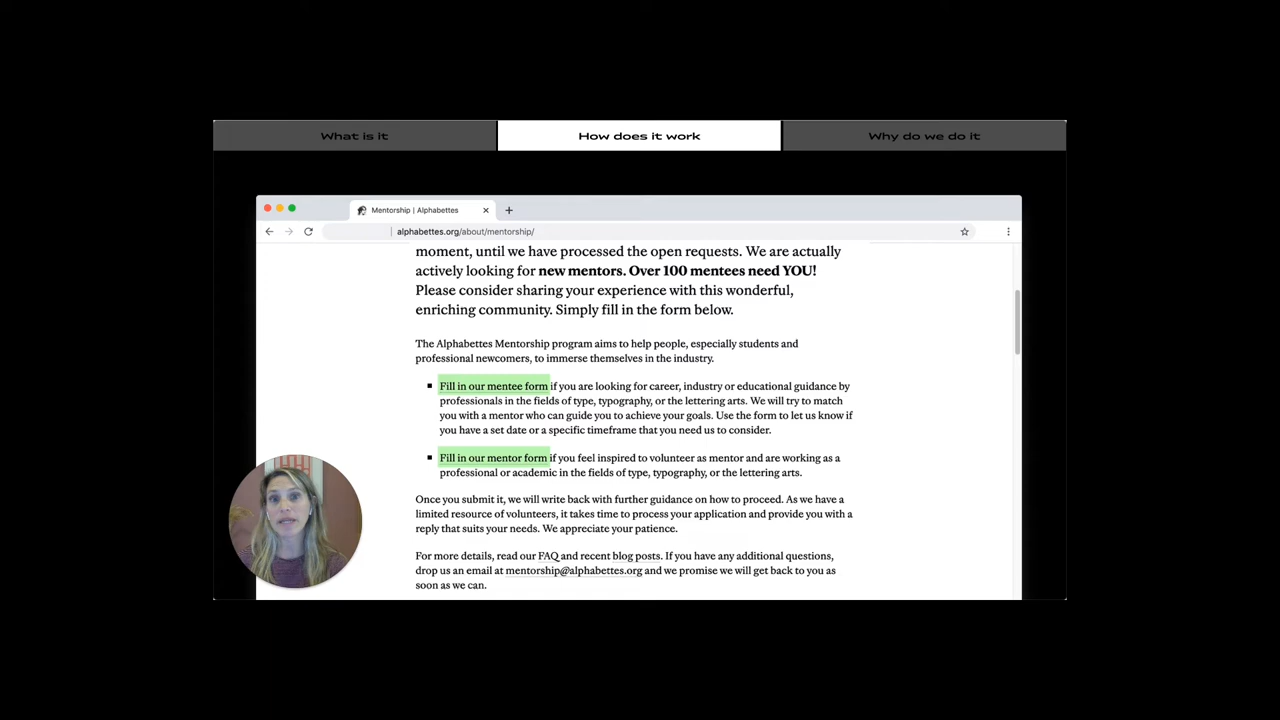 What is it
How does it work
Why do we do it
Mentorship | Alphabettes
alphabettes.org/about/mentorship/
moment, until we have processed the open requests. We are actually
actively looking for new mentors. Over 100 mentees need YOU!
Please consider sharing your experience with this wonderful,
enriching community. Simply fill in the form below.
The Alphabettes Mentorship program aims to help people, especially students and
professional newcomers, to immerse themselves in the industry.
Fill in our mentee form if you are looking for career, industry or educational guidance by
professionals in the fields of type, typography, or the lettering arts. We will try to match
you with a mentor who can guide you to achieve your goals. Use the form to let us know if
you have a set date or a specific timeframe that you need us to consider.
Fill in our mentor form if you feel inspired to volunteer as mentor and are working as a
professional or academic in the fields of type, typography, or the lettering arts.
Once you submit it, we will write back with further guidance on how to proceed. As we have a
limited resource of volunteers, it takes time to process your application and provide you with a
reply that suits your needs. We appreciate your patience.
For more details, read our FAQ and recent blog posts. If you have any additional questions,
drop us an email at mentorship@alphabettes.org and we promise we will get back to you as
soon as we can.